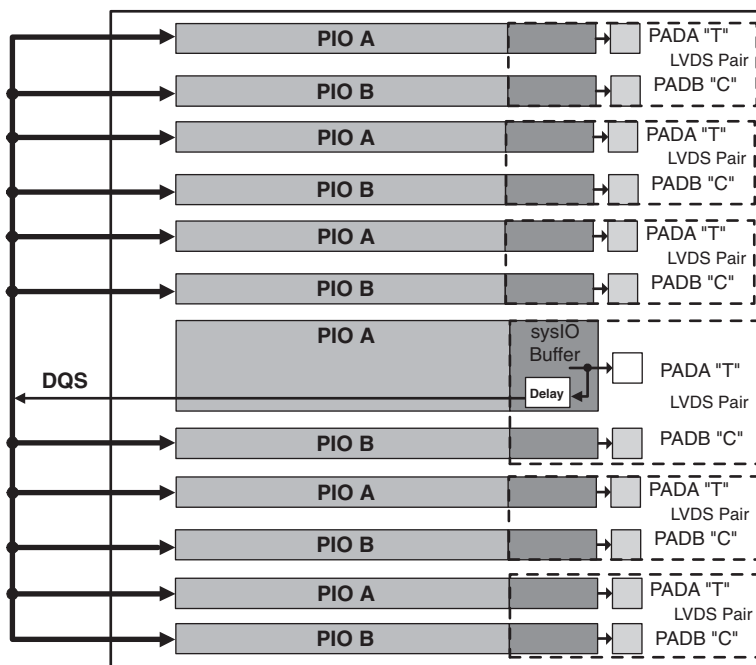 PIO A
PADA "T"
LVDS Pair
PIO B
PADB "C"
PIO A
PADA "T"
LVDS Pair
PIO B
PADB "C"
PIO A
PADA "T"
LVDS Pair
PIO B
PADB "C"
PIO A
sysIO
Buffer
PADA "T"
DQS
Delay
LVDS Pair
PIO B
PADB "C"
PIO A
PADA "T"
LVDS Pair
PIO B
PADB "C"
PIO A
PADA "T"
LVDS Pair
PIO B
PADB "C"